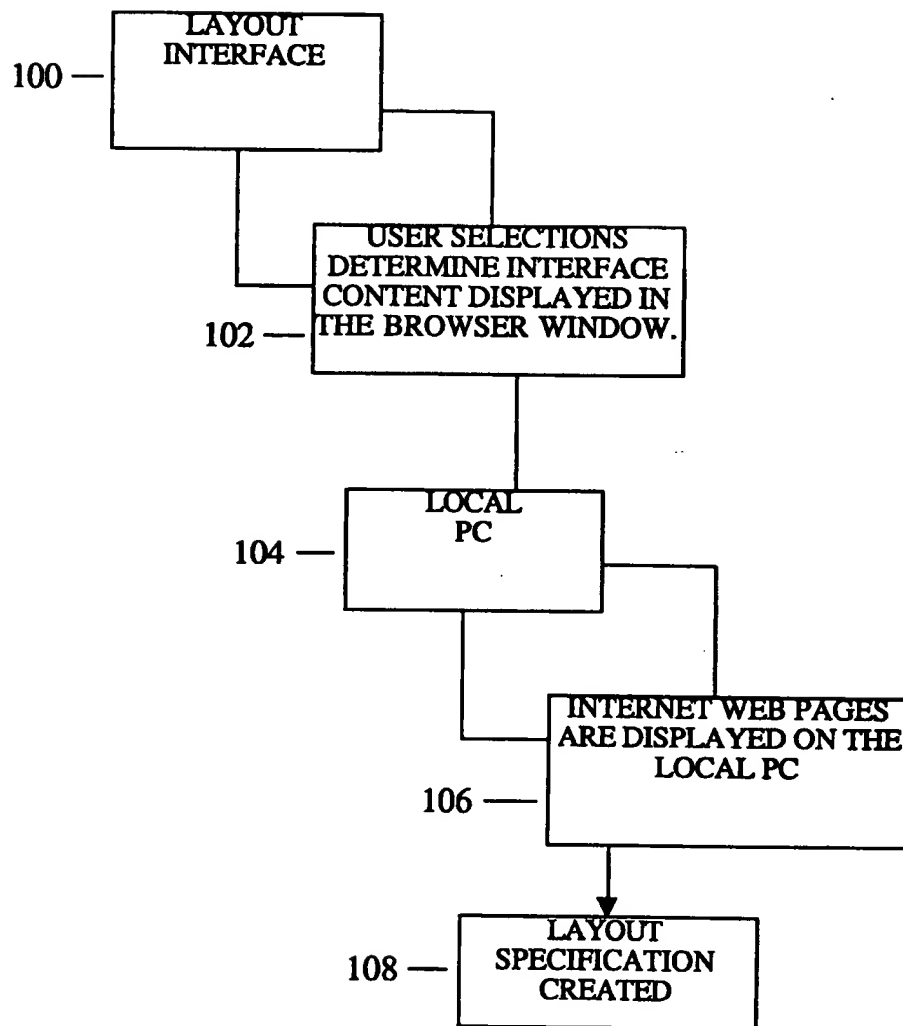 LAYOUT
INTERFACE
100
USER SELECTIONS
DETERMINE INTERFACE
CONTENT DISPLAYED IN
THE BROWSER WINDOW.
102
LOCAL
PC
104
INTERNET WEB PAGES
ARE DISPLAYED ON THE
LOCAL PC
106
LAYOUT
SPECIFICATION
CREATED
108